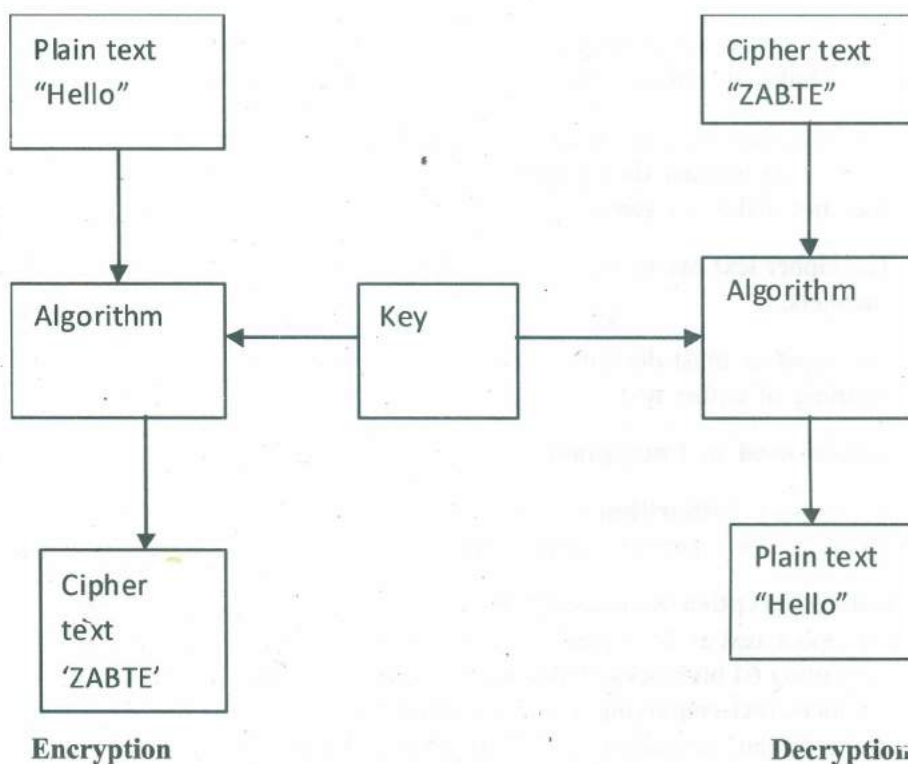 Plain text
“Hello”
Cipher text
“ZABTE”
Algorithm
Key
Algorithm
Cipher
text
‘ZABTE’
Plain text
“Hello”
Encryption
Decryption